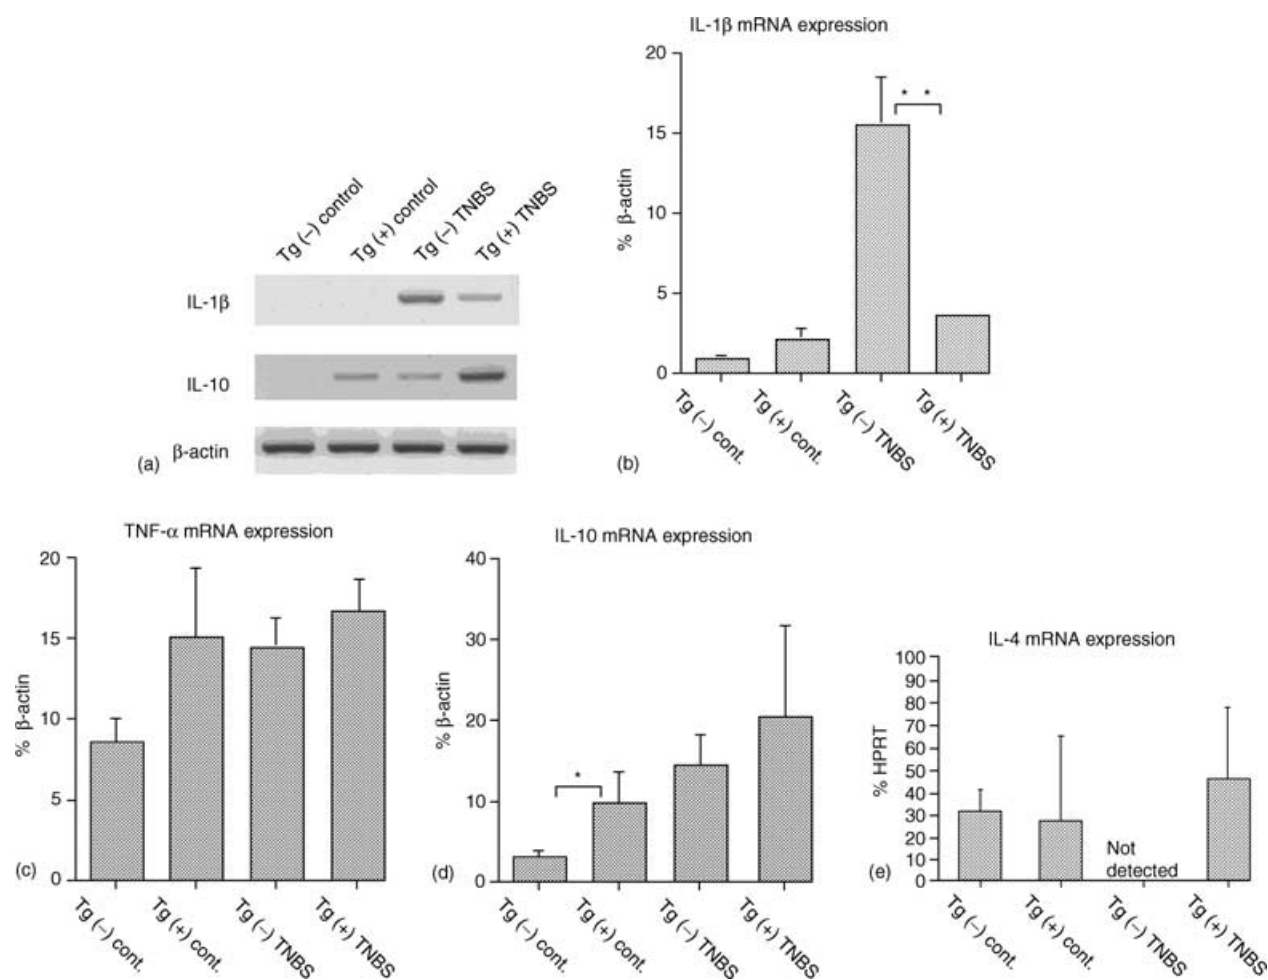 Tg (–) control
Tg (+) control
Tg (–) TNBS
Tg (+) TNBS
IL-1β
IL-10
β-actin
(a)
IL-1β mRNA expression
% β-actin
20
15
10
5
0
* *
Tg (–) cont.
Tg (+) cont.
Tg (–) TNBS
Tg (+) TNBS
(b)
TNF-α mRNA expression
% β-actin
20
15
10
5
0
Tg (–) cont.
Tg (+) cont.
Tg (–) TNBS
Tg (+) TNBS
(c)
IL-10 mRNA expression
% β-actin
40
30
20
10
0
*
Tg (–) cont.
Tg (+) cont.
Tg (–) TNBS
Tg (+) TNBS
(d)
IL-4 mRNA expression
% HPRT
100
90
80
70
60
50
40
30
20
10
0
Not
detected
Tg (–) cont.
Tg (+) cont.
Tg (–) TNBS
Tg (+) TNBS
(e)